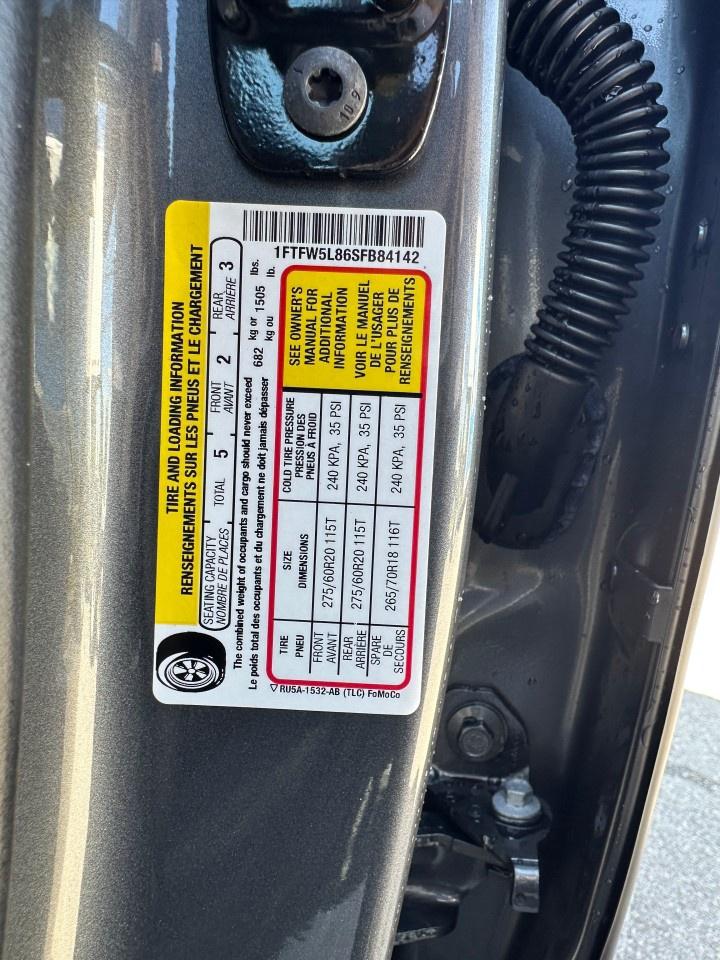 1FTFW5L86SFB84142
TIRE AND LOADING INFORMATION
RENSEIGNEMENTS SUR LES PNEUS ET LE CHARGEMENT
SEATING CAPACITY TOTAL 5 FRONT 2 REAR 3
NOMBRE DE PLACES AVANT ARRIÈRE
The combined weight of occupants and cargo should never exceed 682 kg or 1505 lbs.
Le poids total des occupants et du chargement ne doit jamais dépasser kg ou lb.
TIRE SIZE COLD TIRE PRESSURE
PNEU DIMENSIONS PRESSION DES
PNEUS À FROID
FRONT 275/60R20 115T 240 KPA, 35 PSI
AVANT
REAR 275/60R20 115T 240 KPA, 35 PSI
ARRIÈRE
SPARE 265/70R18 116T 240 KPA, 35 PSI
DE
SECOURS
SEE OWNER'S
MANUAL FOR
ADDITIONAL
INFORMATION
VOIR LE MANUEL
DE L'USAGER
POUR PLUS DE
RENSEIGNEMENTS
RU5A-1532-AB (TLC) FoMoCo
10 9